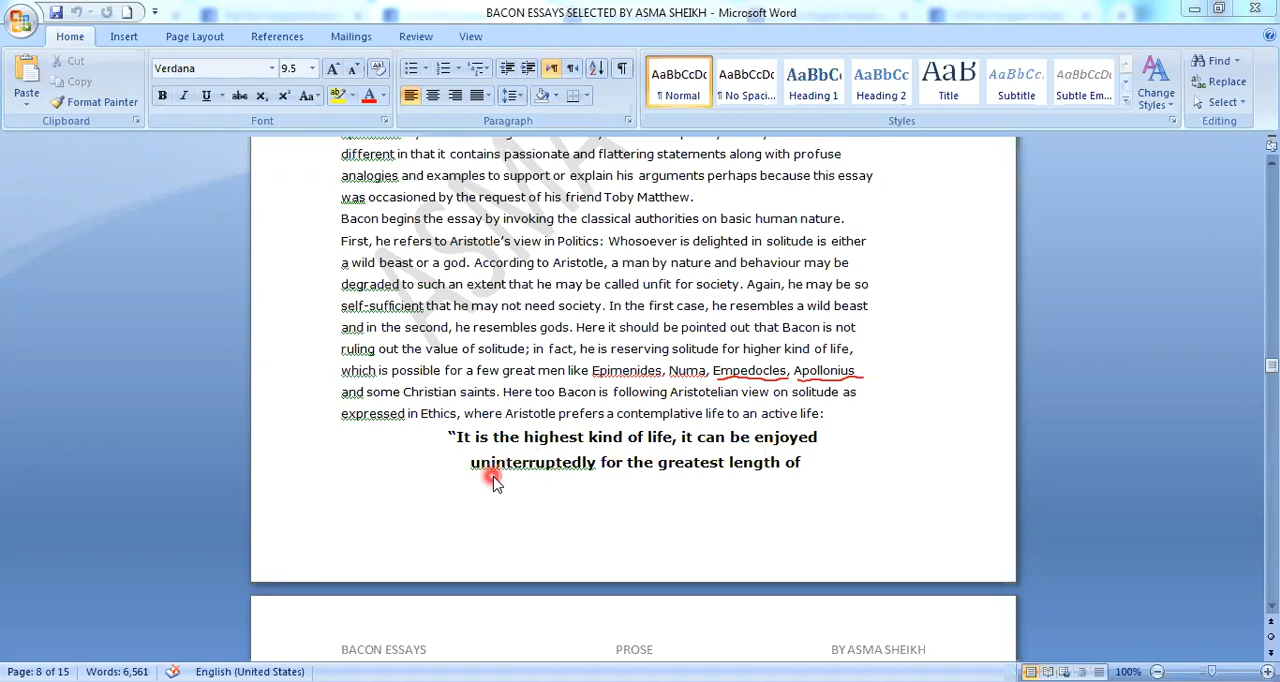 BACON ESSAYS SELECTED BY ASMA SHEIKH - Microsoft Word
Home Insert Page Layout References Mailings Review View
Paste Cut Copy Format Painter
Clipboard
Verdana 9.5
B I U abc X₂ X² Aa A
Font
Paragraph
AaBbCcDc AaBbCcDc AaBbC AaBbCc AaB AaBbCc. AaBbCcDc
¶ Normal ¶ No Spaci... Heading 1 Heading 2 Title Subtitle Subtle Em...
Change Styles
Styles
Find
Replace
Select
Editing
different in that it contains passionate and flattering statements along with profuse
analogies and examples to support or explain his arguments perhaps because this essay
was occasioned by the request of his friend Toby Matthew.
Bacon begins the essay by invoking the classical authorities on basic human nature.
First, he refers to Aristotle’s view in Politics: Whosoever is delighted in solitude is either
a wild beast or a god. According to Aristotle, a man by nature and behaviour may be
degraded to such an extent that he may be called unfit for society. Again, he may be so
self-sufficient that he may not need society. In the first case, he resembles a wild beast
and in the second, he resembles gods. Here it should be pointed out that Bacon is not
ruling out the value of solitude; in fact, he is reserving solitude for higher kind of life,
which is possible for a few great men like Epimenides, Numa, Empedocles, Apollonius
and some Christian saints. Here too Bacon is following Aristotelian view on solitude as
expressed in Ethics, where Aristotle prefers a contemplative life to an active life:
“It is the highest kind of life, it can be enjoyed
uninterruptedly for the greatest length of
ASMA
BACON ESSAYS PROSE BY ASMA SHEIKH
Page: 8 of 15 Words: 6,561 English (United States) 100%